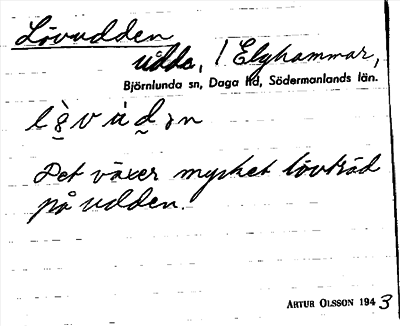 Lövudden
udde, / Elghammar,
Björnlunda sn, Daga hd, Södermanlands län.
Det växer mycket lövträd
på udden.
ARTUR OLSSON 1943